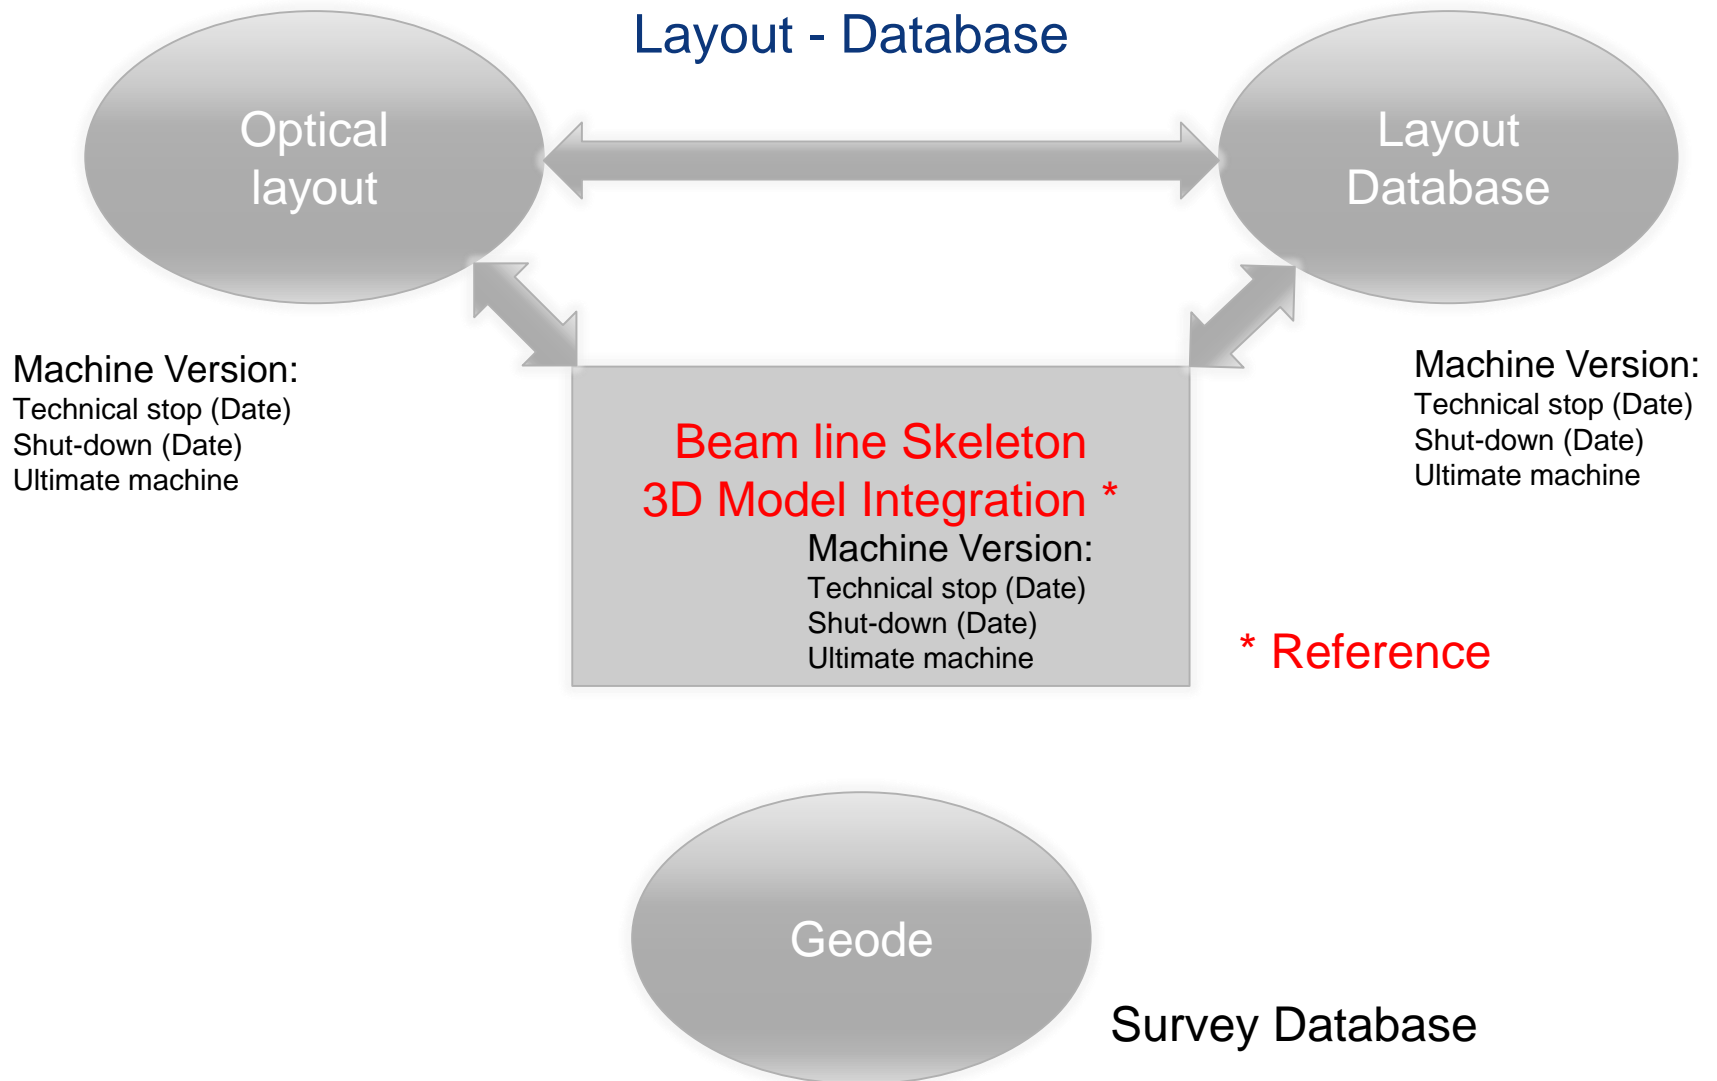 Layout - Database
Optical
layout
Layout
Database
Machine Version:
Technical stop (Date)
Shut-down (Date)
Ultimate machine
Machine Version:
Technical stop (Date)
Shut-down (Date)
Ultimate machine
Beam line Skeleton
3D Model Integration *
Machine Version:
Technical stop (Date)
Shut-down (Date)
Ultimate machine
* Reference
Geode
Survey Database